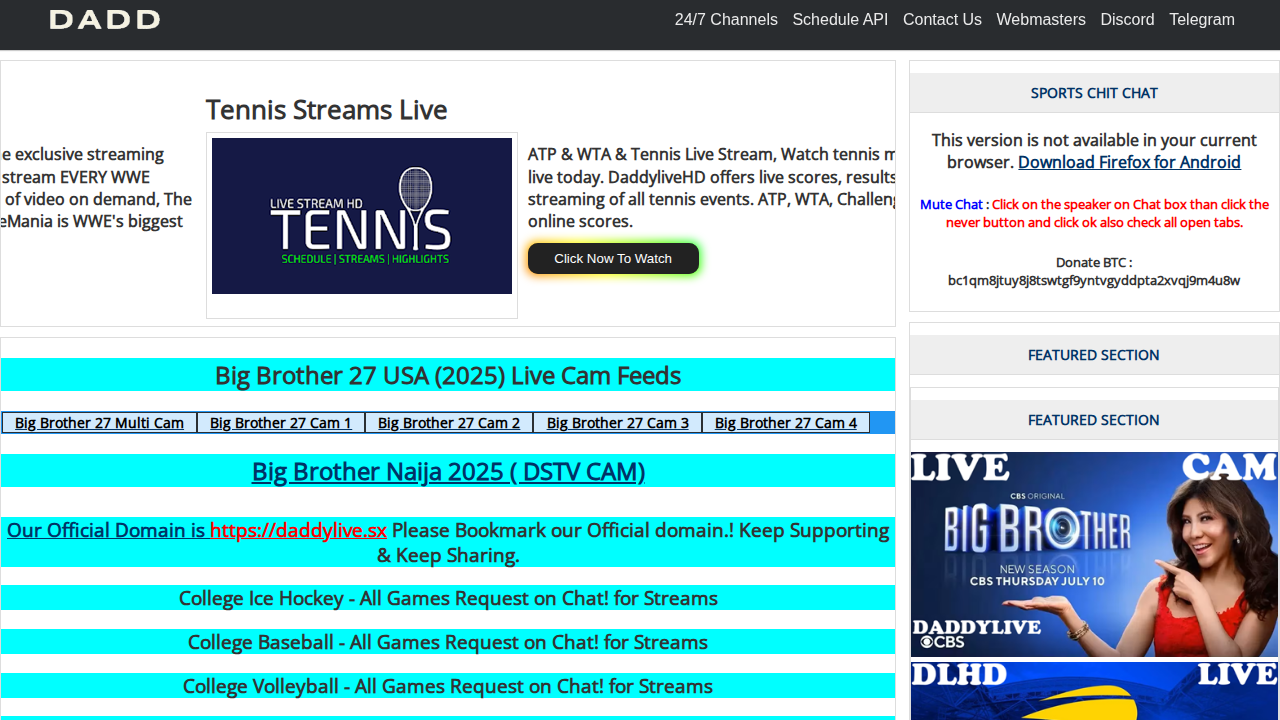 DADD
24/7 Channels Schedule API Contact Us Webmasters Discord Telegram
Tennis Streams Live
e exclusive streaming
stream EVERY WWE
of video on demand, The
eMania is WWE's biggest
LIVE STREAM HD
TENNIS
SCHEDULE | STREAMS | HIGHLIGHTS
ATP & WTA & Tennis Live Stream, Watch tennis m
live today. DaddyliveHD offers live scores, results
streaming of all tennis events. ATP, WTA, Challeng
online scores.
Click Now To Watch
Big Brother 27 USA (2025) Live Cam Feeds
Big Brother 27 Multi Cam Big Brother 27 Cam 1 Big Brother 27 Cam 2 Big Brother 27 Cam 3 Big Brother 27 Cam 4
Big Brother Naija 2025 ( DSTV CAM)
Our Official Domain is https://daddylive.sx Please Bookmark our Official domain.! Keep Supporting
& Keep Sharing.
College Ice Hockey - All Games Request on Chat! for Streams
College Baseball - All Games Request on Chat! for Streams
College Volleyball - All Games Request on Chat! for Streams
SPORTS CHIT CHAT
This version is not available in your current
browser. Download Firefox for Android
Mute Chat : Click on the speaker on Chat box than click the
never button and click ok also check all open tabs.
Donate BTC :
bc1qm8jtuy8j8tswtgf9yntvgyddpta2xvqj9m4u8w
FEATURED SECTION
FEATURED SECTION
LIVE CAM
CBS ORIGINAL
BIG BROTHER
NEW SEASON
CBS THURSDAY JULY 10
DADDYLIVE
CBS
DLHD LIVE